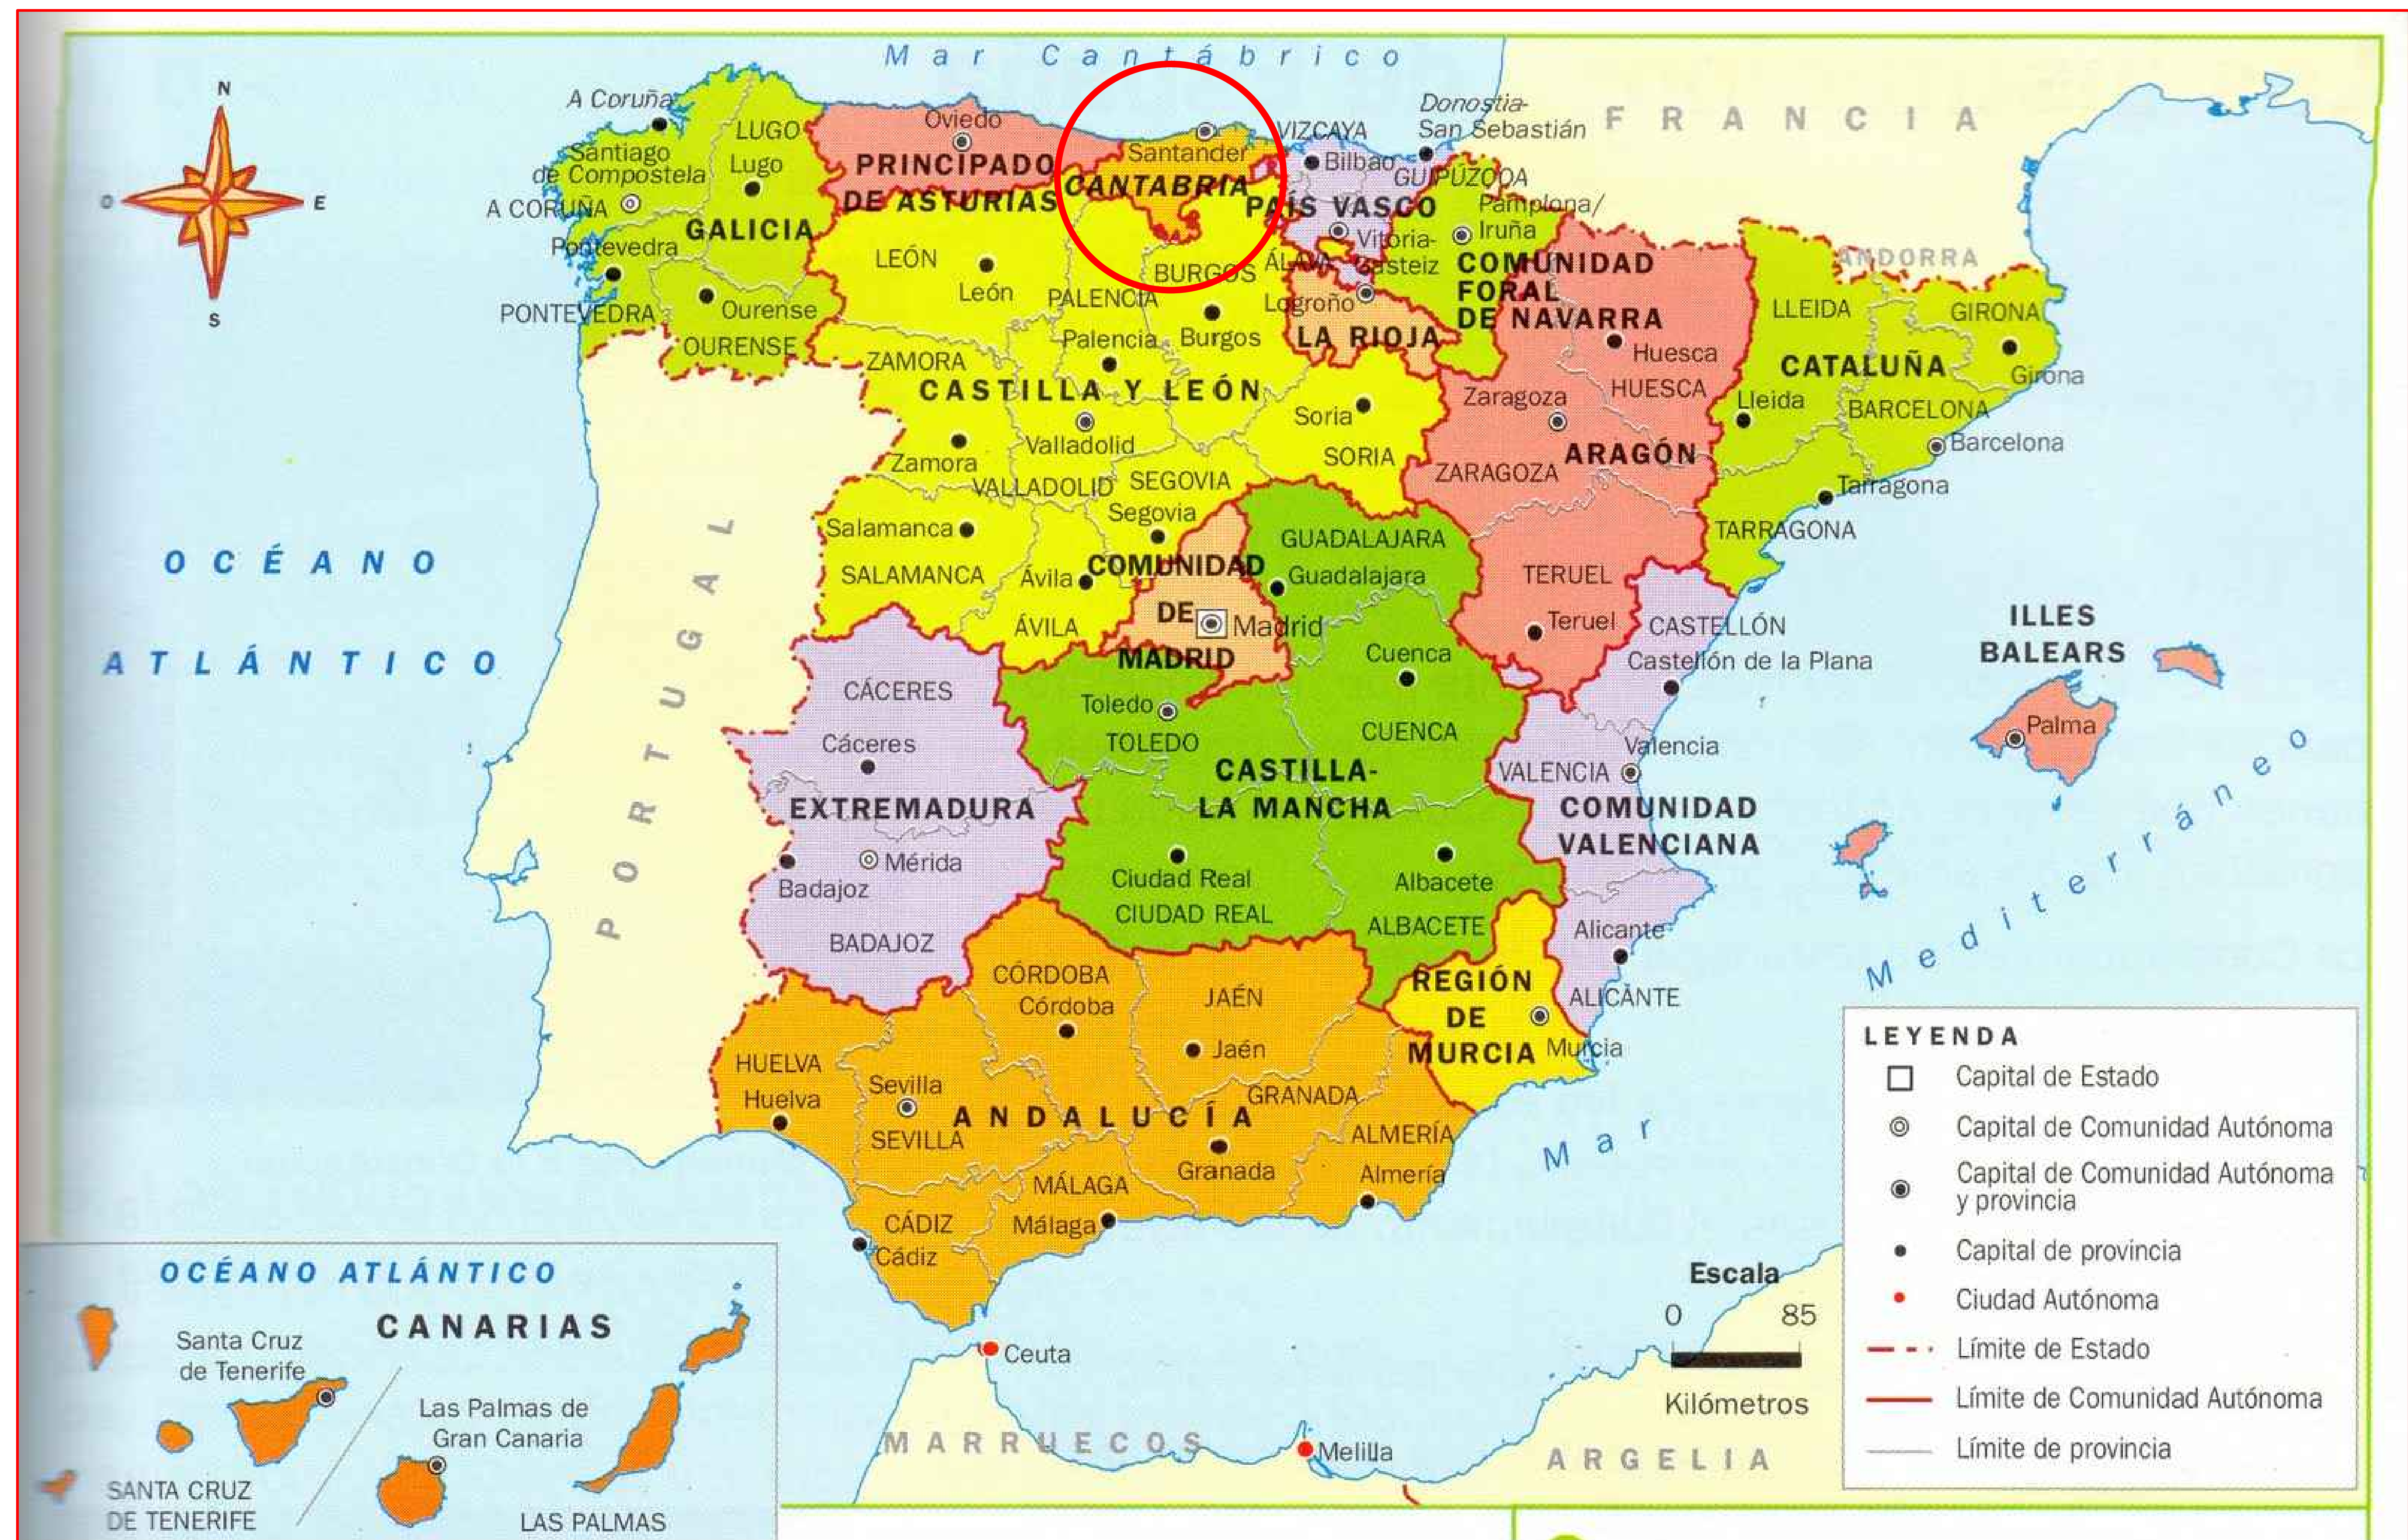 Mar Cantábrico
N
O
E
S
FRANCIA
ANDORRA
PORTUGAL
OCÉANO
ATLÁNTICO
A Coruña
LUGO
Santiago
de Compostela
Lugo
A CORUÑA
GALICIA
Pontevedra
Ourense
PONTEVEDRA
OURENSE
Oviedo
PRINCIPADO
DE ASTURIAS
Santander
CANTABRIA
VIZCAYA
Bilbao
Donostia-
San Sebastián
GUIPÚZCOA
PAÍS VASCO
Vitoria-
Gasteiz
ÁLAVA
Pamplona/
Iruña
COMUNIDAD
FORAL
DE NAVARRA
Logroño
LA RIOJA
LEÓN
León
PALENCIA
Palencia
BURGOS
Burgos
ZAMORA
CASTILLA Y LEÓN
Soria
SORIA
Valladolid
Zamora
VALLADOLID
SEGOVIA
Segovia
Salamanca
SALAMANCA
Ávila
ÁVILA
Huesca
HUESCA
Zaragoza
ARAGÓN
ZARAGOZA
TERUEL
Teruel
LLEIDA
GIRONA
CATALUÑA
Girona
Lleida
BARCELONA
Barcelona
Tarragona
TARRAGONA
COMUNIDAD
DE
Madrid
MADRID
GUADALAJARA
Guadalajara
Cuenca
CUENCA
Toledo
TOLEDO
CASTILLA-
LA MANCHA
Ciudad Real
CIUDAD REAL
Albacete
ALBACETE
CÁCERES
Cáceres
EXTREMADURA
Mérida
Badajoz
BADAJOZ
CASTELLÓN
Castellón de la Plana
Valencia
VALENCIA
COMUNIDAD
VALENCIANA
Alicante
ALICANTE
REGIÓN
DE
MURCIA
Murcia
ILLES
BALEARS
Palma
Mar Mediterráneo
CÓRDOBA
Córdoba
JAÉN
Jaén
HUELVA
Huelva
Sevilla
SEVILLA
ANDALUCÍA
GRANADA
Granada
ALMERÍA
Almería
MÁLAGA
Málaga
CÁDIZ
Cádiz
Ceuta
Melilla
MARRUECOS
ARGELIA
OCÉANO ATLÁNTICO
CANARIAS
Santa Cruz
de Tenerife
Las Palmas de
Gran Canaria
SANTA CRUZ
DE TENERIFE
LAS PALMAS
Escala
0 85
Kilómetros
LEYENDA
Capital de Estado
Capital de Comunidad Autónoma
Capital de Comunidad Autónoma
y provincia
Capital de provincia
Ciudad Autónoma
Límite de Estado
Límite de Comunidad Autónoma
Límite de provincia